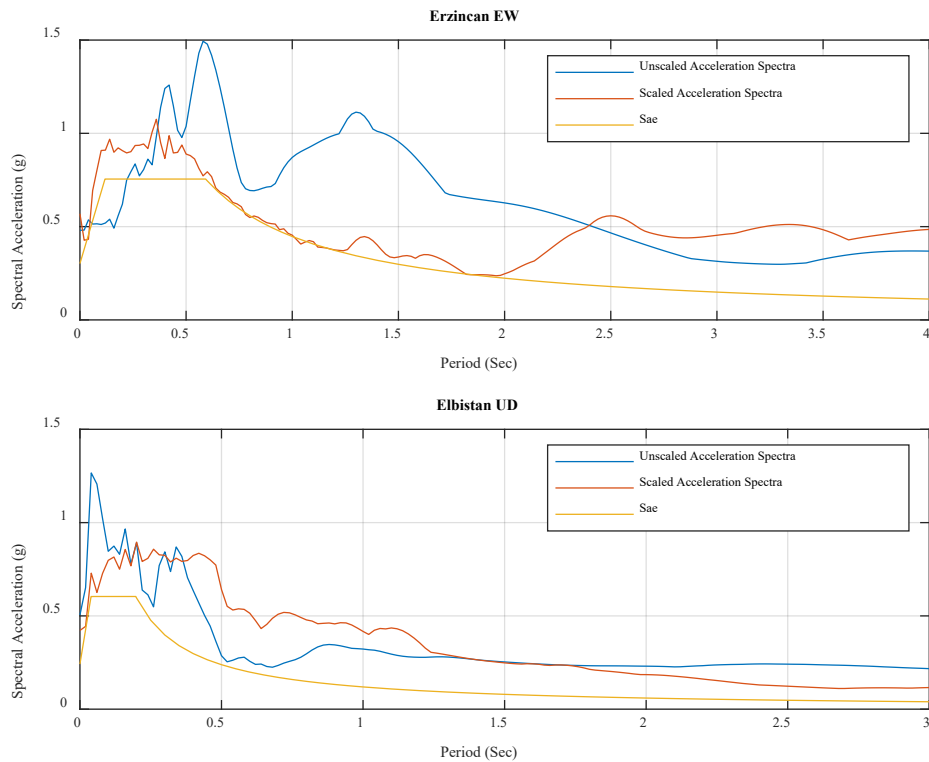 Erzincan EW
1.5
1
0.5
0
Spectral Acceleration (g)
Unscaled Acceleration Spectra
Scaled Acceleration Spectra
Sae
0 0.5 1 1.5 2 2.5 3 3.5 4
Period (Sec)
Elbistan UD
1.5
1
0.5
0
Spectral Acceleration (g)
Unscaled Acceleration Spectra
Scaled Acceleration Spectra
Sae
0 0.5 1 1.5 2 2.5 3
Period (Sec)